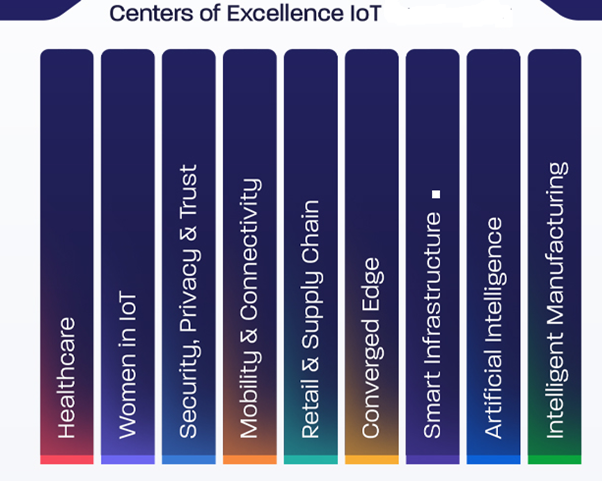 Centers of Excellence IoT
Healthcare
Women in IoT
Security, Privacy & Trust
Mobility & Connectivity
Retail & Supply Chain
Converged Edge
Smart Infrastructure
Artificial Intelligence
Intelligent Manufacturing